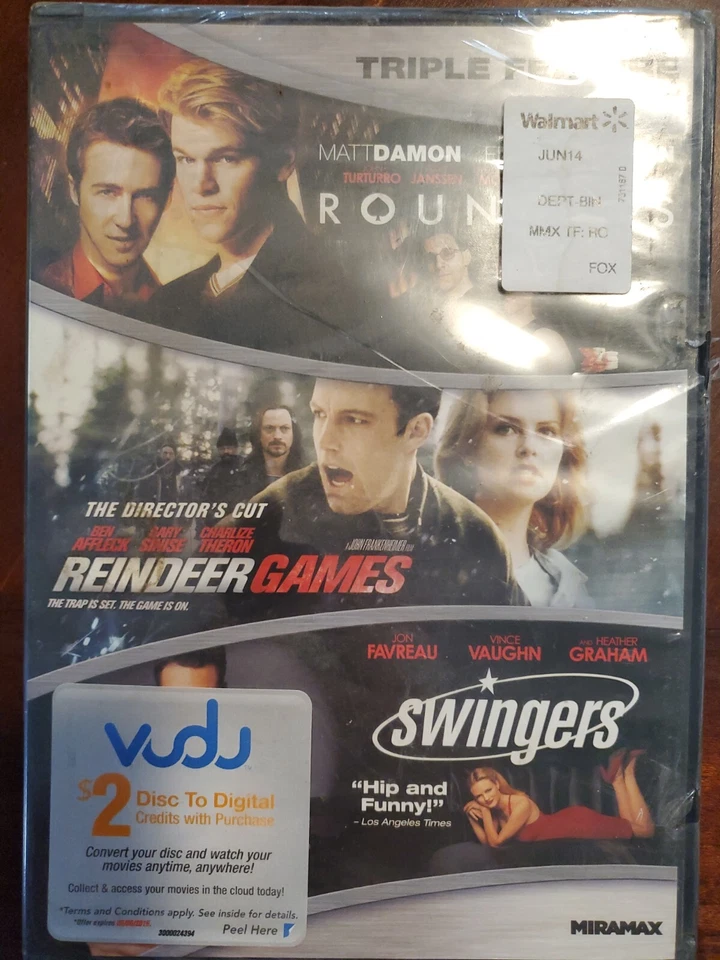 TRIPLE
MATT DAMON
TURTURRO JANSSEN
ROUN
S
Walmart
JUN14
DEPT-BIN
MMX TF: RC
FOX
THE DIRECTOR'S CUT
BEN AFFLECK GARY SINISE CHARLIZE THERON
A JOHN FRANKENHEIMER FILM
REINDEER GAMES
THE TRAP IS SET. THE GAME IS ON.
JON FAVREAU VINCE VAUGHN AND HEATHER GRAHAM
swingers
"Hip and
Funny!"
– Los Angeles Times
vudu
$2 Disc To Digital
Credits with Purchase
Convert your disc and watch your
movies anytime, anywhere!
Collect & access your movies in the cloud today!
*Terms and Conditions apply. See inside for details.
*Offer expires
3000024394
Peel Here
MIRAMAX